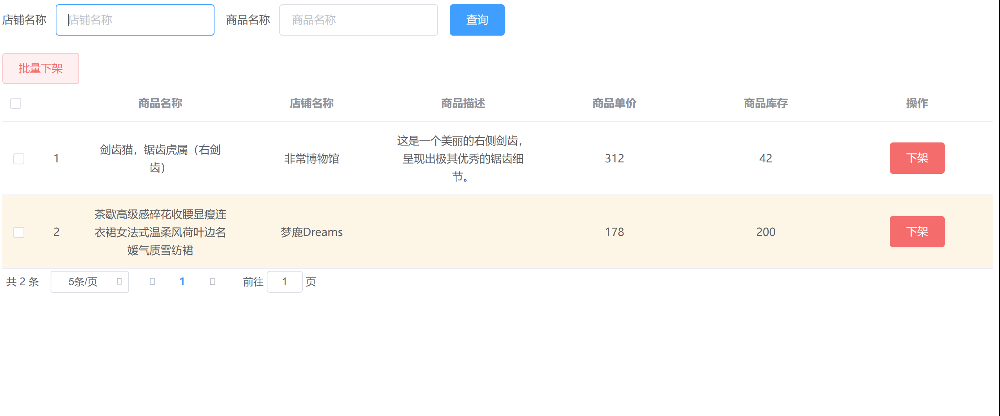 店铺名称 店铺名称 商品名称 商品名称 查询
批量下架
商品名称 店铺名称 商品描述 商品单价 商品库存 操作
1 剑齿猫，锯齿虎属（右剑
齿） 非常博物馆 这是一个美丽的右侧剑齿，
呈现出极其优秀的锯齿细
节。 312 42 下架
2 茶歇高级感碎花收腰显瘦连
衣裙女法式温柔风荷叶边名
媛气质雪纺裙 梦鹿Dreams 178 200 下架
共 2 条 5条/页 1 前往 1 页